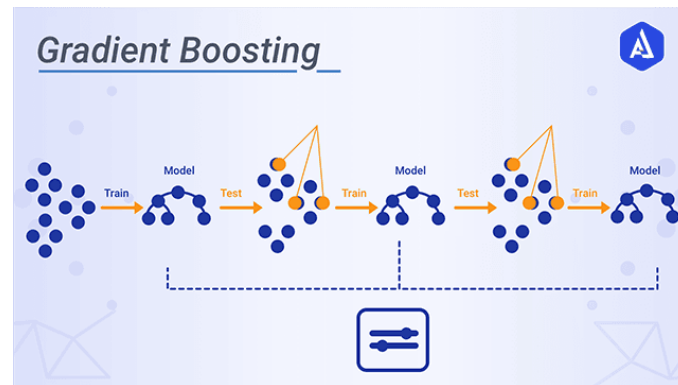 Gradient Boosting
Train
Model
Test
Train
Model
Test
Train
Model